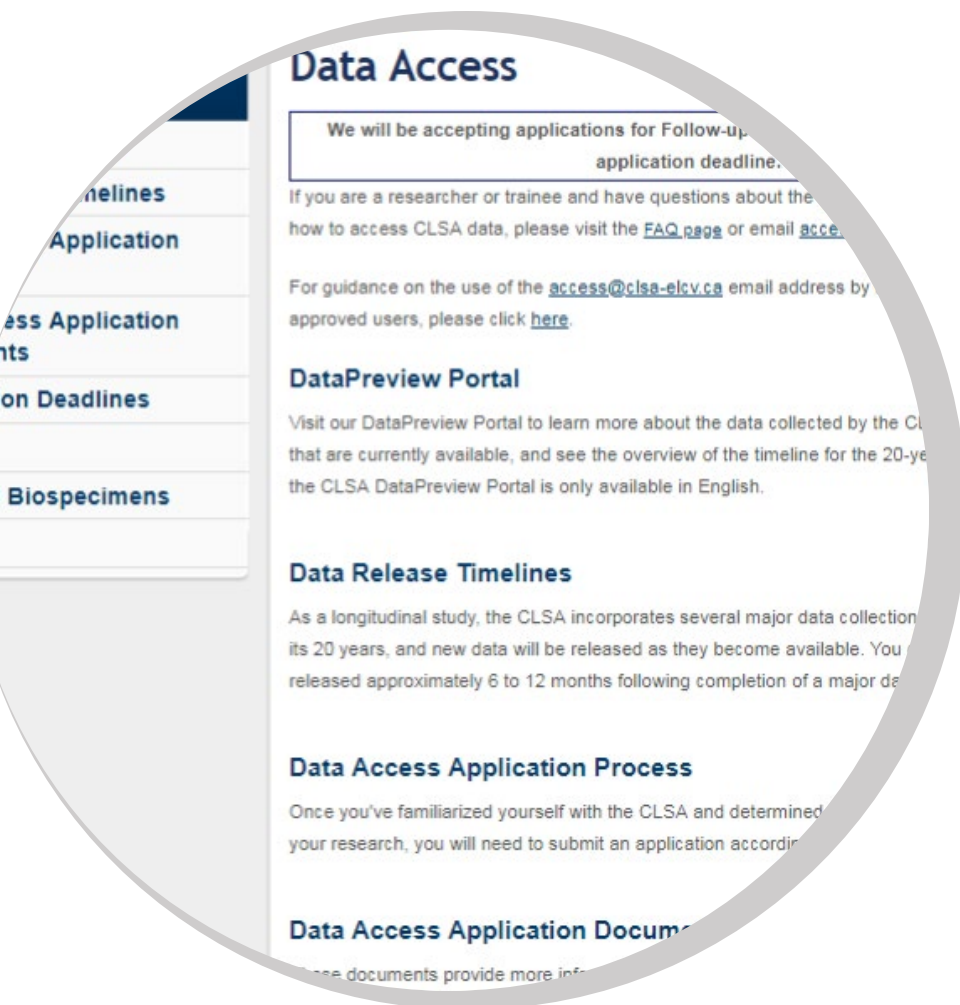 Data Access
We will be accepting applications for Follow-up
application deadline.
If you are a researcher or trainee and have questions about the
how to access CLSA data, please visit the FAQ page or email
For guidance on the use of the access@clsa-elcv.ca email address by
approved users, please click here.
DataPreview Portal
Visit our DataPreview Portal to learn more about the data collected by the
that are currently available, and see the overview of the timeline for the
the CLSA DataPreview Portal is only available in English.
Data Release Timelines
As a longitudinal study, the CLSA incorporates several major data collection
its 20 years, and new data will be released as they become available. You
released approximately 6 to 12 months following completion of a major
Data Access Application Process
Once you've familiarized yourself with the CLSA and determined
your research, you will need to submit an application
Data Access Application
documents provide more
Application
Application
on Deadlines
Biospecimens